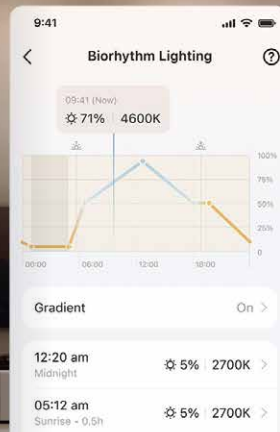 9:41
Biorhythm Lighting
09:41 (Now)
71% 4600K
100%
75%
50%
25%
0
00:00 06:00 12:00 18:00
Gradient On
12:20 am
5% 2700K
Midnight
05:12 am
5% 2700K
Sunrise - 0.5h